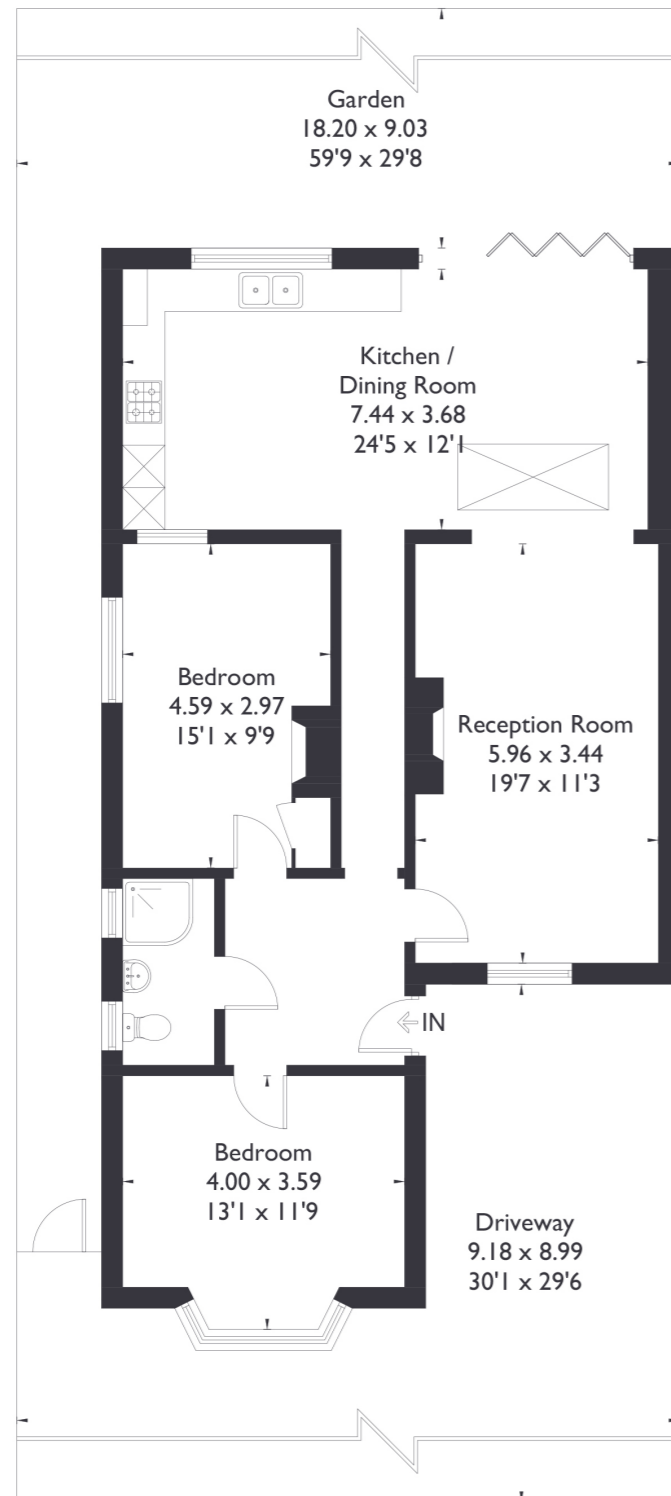 Garden
18.20 x 9.03
59'9 x 29'8
Kitchen /
Dining Room
7.44 x 3.68
24'5 x 12'1
Bedroom
4.59 x 2.97
15'1 x 9'9
Reception Room
5.96 x 3.44
19'7 x 11'3
IN
Bedroom
4.00 x 3.59
13'1 x 11'9
Driveway
9.18 x 8.99
30'1 x 29'6